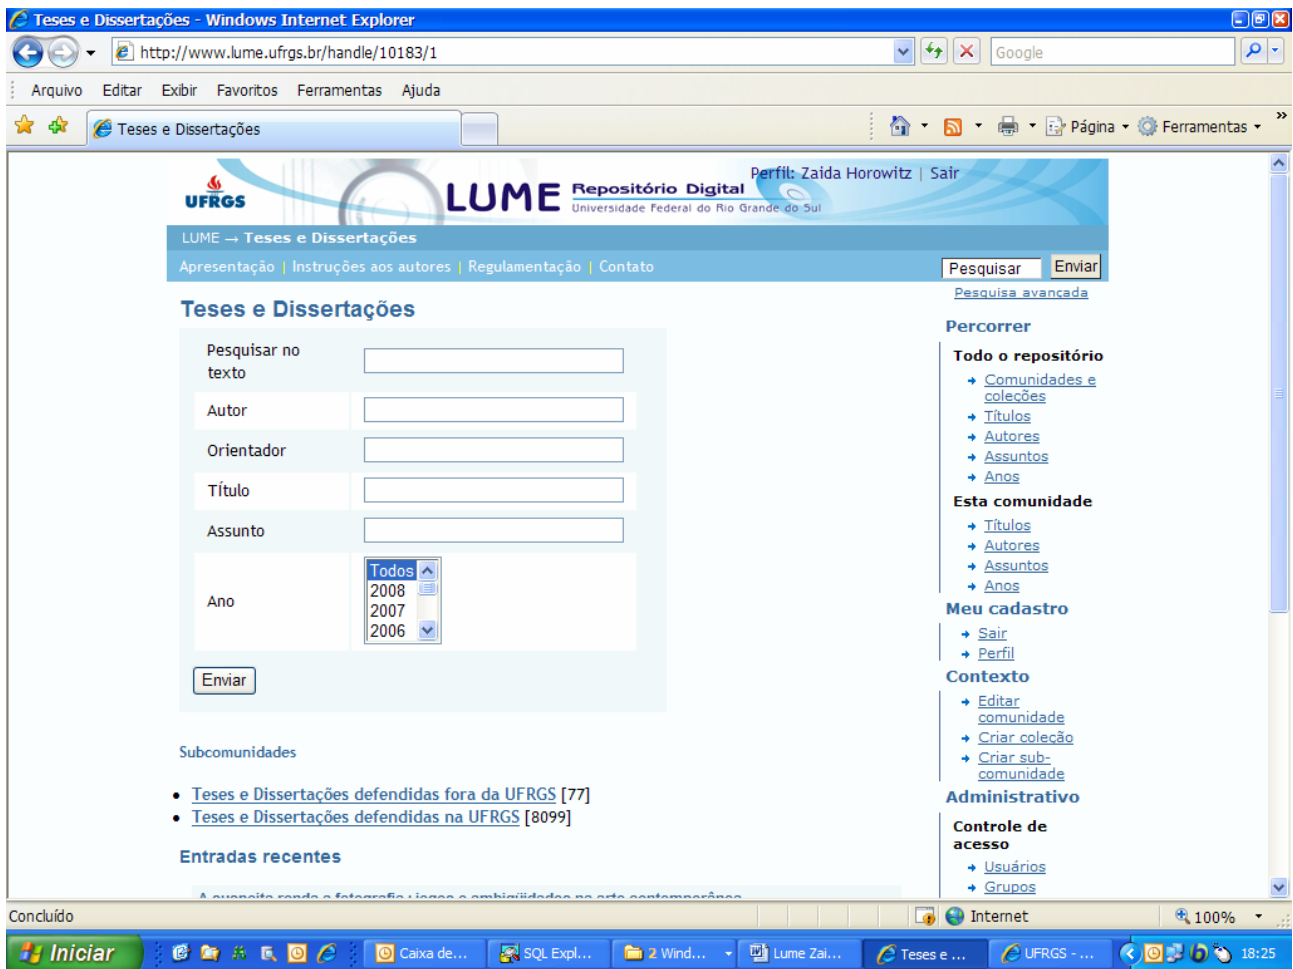 Teses e Dissertações - Windows Internet Explorer
http://www.lume.ufrgs.br/handle/10183/1
Google
Arquivo Editar Exibir Favoritos Ferramentas Ajuda
Teses e Dissertações
Página
Ferramentas
»
Perfil: Zaida Horowitz | Sair
UFRGS
LUME Repositório Digital
Universidade Federal do Rio Grande do Sul
LUME → Teses e Dissertações
Apresentação | Instruções aos autores | Regulamentação | Contato
Pesquisar Enviar
Pesquisa avançada
Teses e Dissertações
Pesquisar no
texto
Autor
Orientador
Título
Assunto
Ano
Todos
2008
2007
2006
Enviar
Subcomunidades
• Teses e Dissertações defendidas fora da UFRGS [77]
• Teses e Dissertações defendidas na UFRGS [8099]
Entradas recentes
Percorrer
Todo o repositório
Comunidades e
coleções
Títulos
Autores
Assuntos
Anos
Esta comunidade
Títulos
Autores
Assuntos
Anos
Meu cadastro
Sair
Perfil
Contexto
Editar
comunidade
Criar coleção
Criar sub-
comunidade
Administrativo
Controle de
acesso
Usuários
Grupos
Concluído
Internet
100%
Iniciar
Caixa de...
SQL Expl...
2 Wind...
Lume Zai...
Teses e ...
UFRGS - ...
18:25